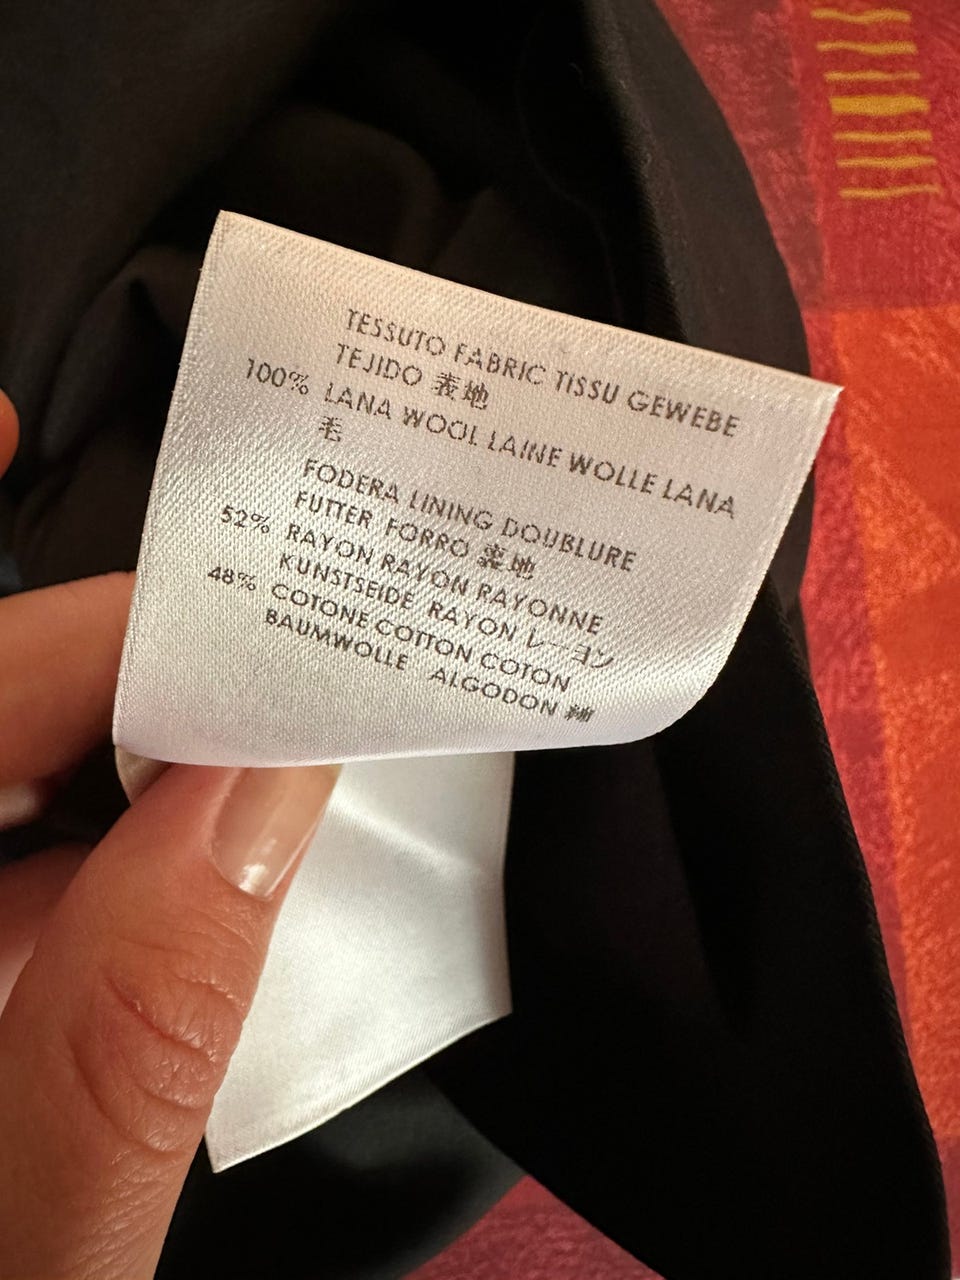 TESSUTO FABRIC TISSU GEWEBE
TEJIDO 表地
100% LANA WOOL LAINE WOLLE LANA
毛
FODERA LINING DOUBLURE
FUTTER FORRO 裏地
52% RAYON RAYON RAYONNE
KUNSTSEIDE RAYON レーヨン
48% COTONE COTTON COTON
BAUMWOLLE ALGODON 綿